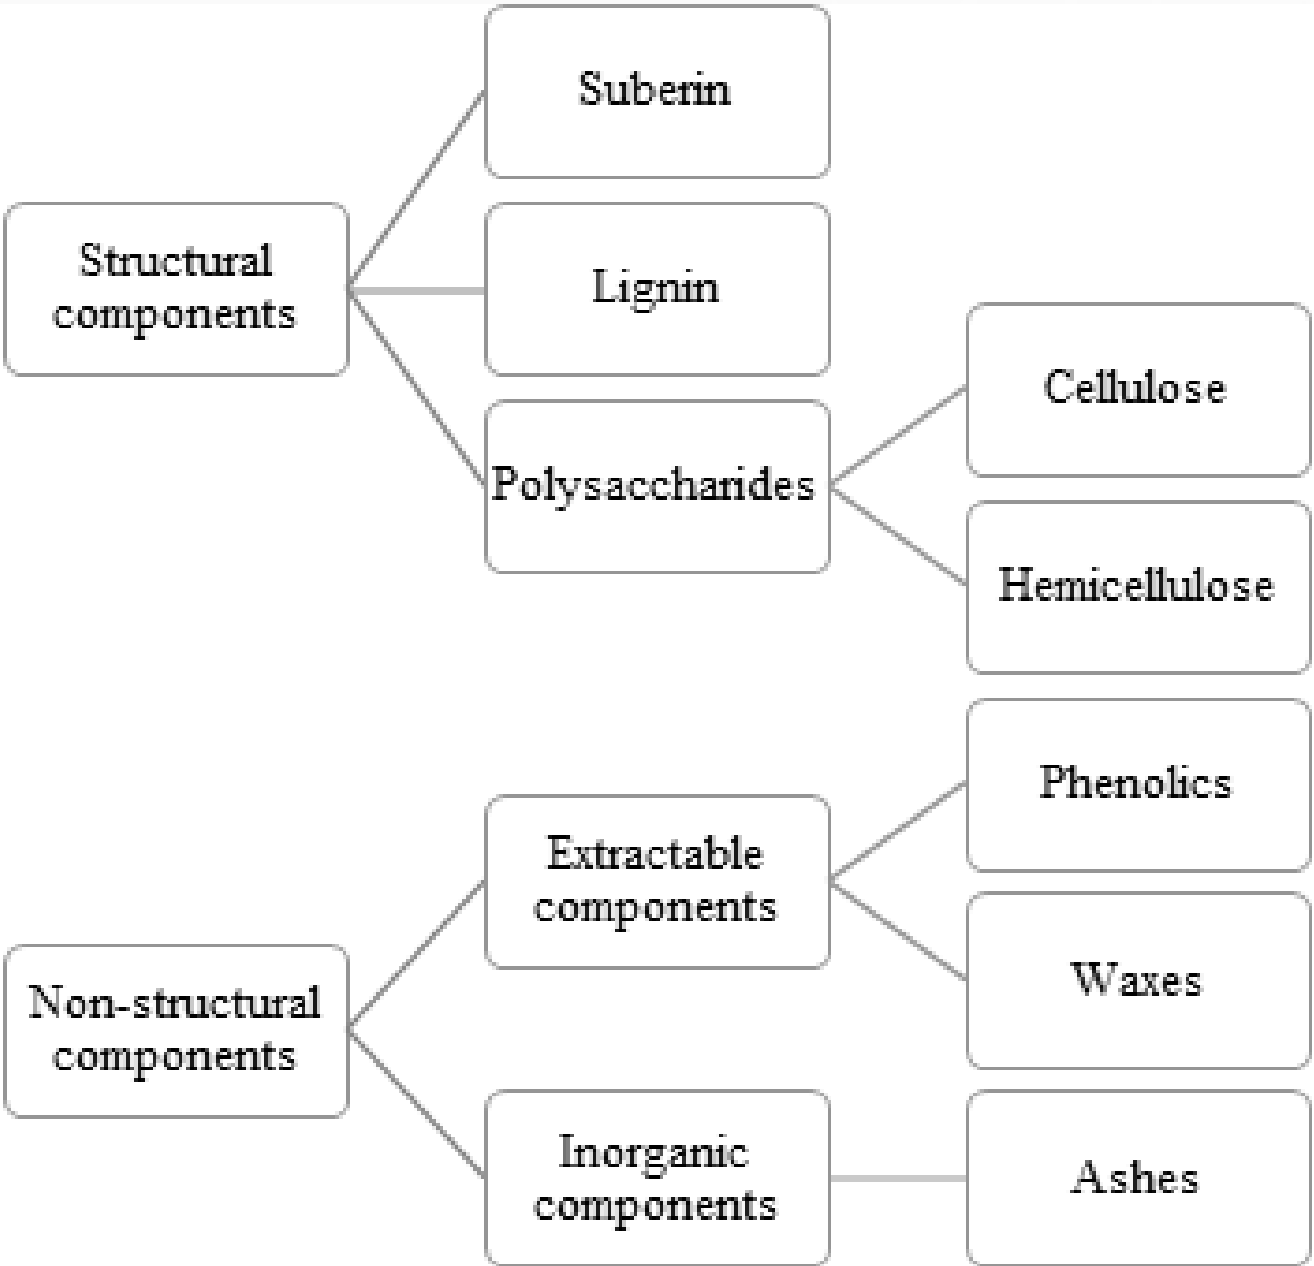 Structural
components
Suberin
Lignin
Polysaccharides
Cellulose
Hemicellulose
Non-structural
components
Extractable
components
Phenolics
Waxes
Inorganic
components
Ashes